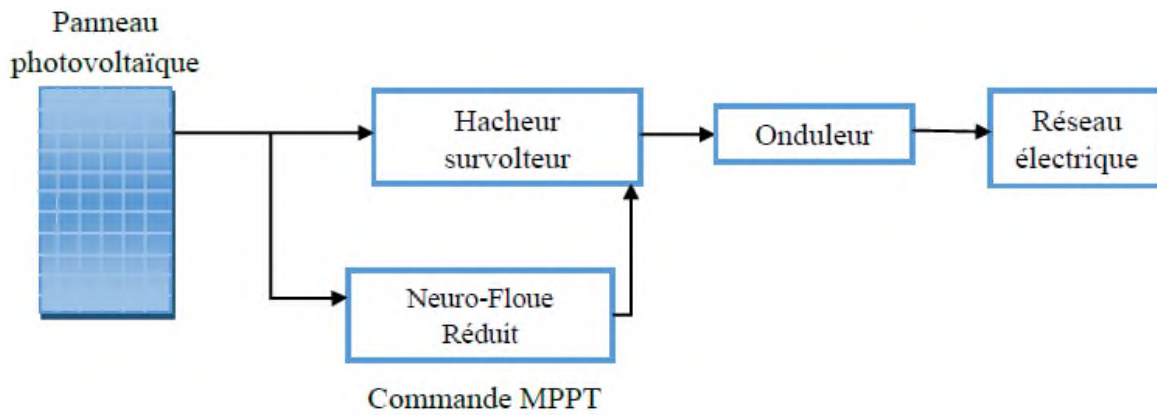 Panneau
photovoltaïque
Hacheur
survolteur
Onduleur
Réseau
électrique
Neuro-Floue
Réduit
Commande MPPT